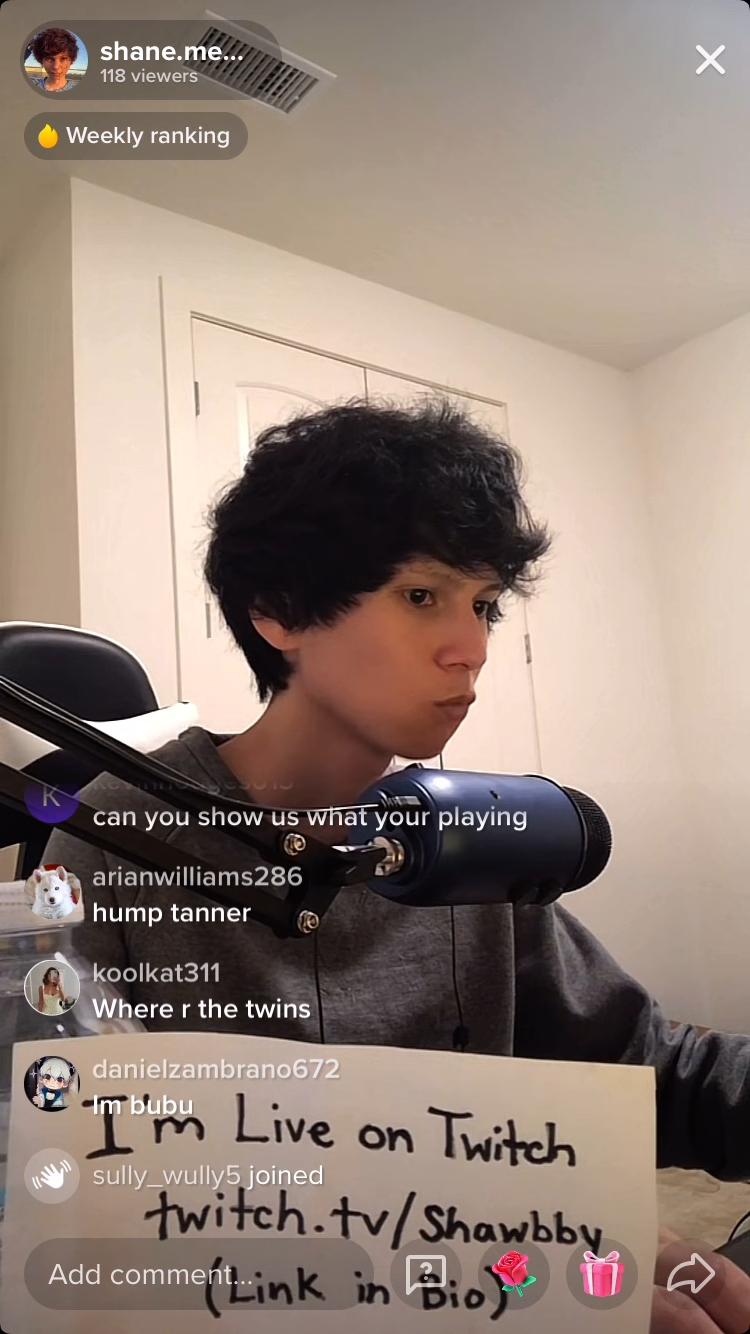 shane.me...
118 viewers
Weekly ranking
K
can you show us what your playing
arianwilliams286
hump tanner
koolkat311
Where r the twins
danielzambrano672
Im bubu
I'm Live on Twitch
sully_wully5 joined
twitch.tv/Shawbby
Add comment...
(Link in Bio)